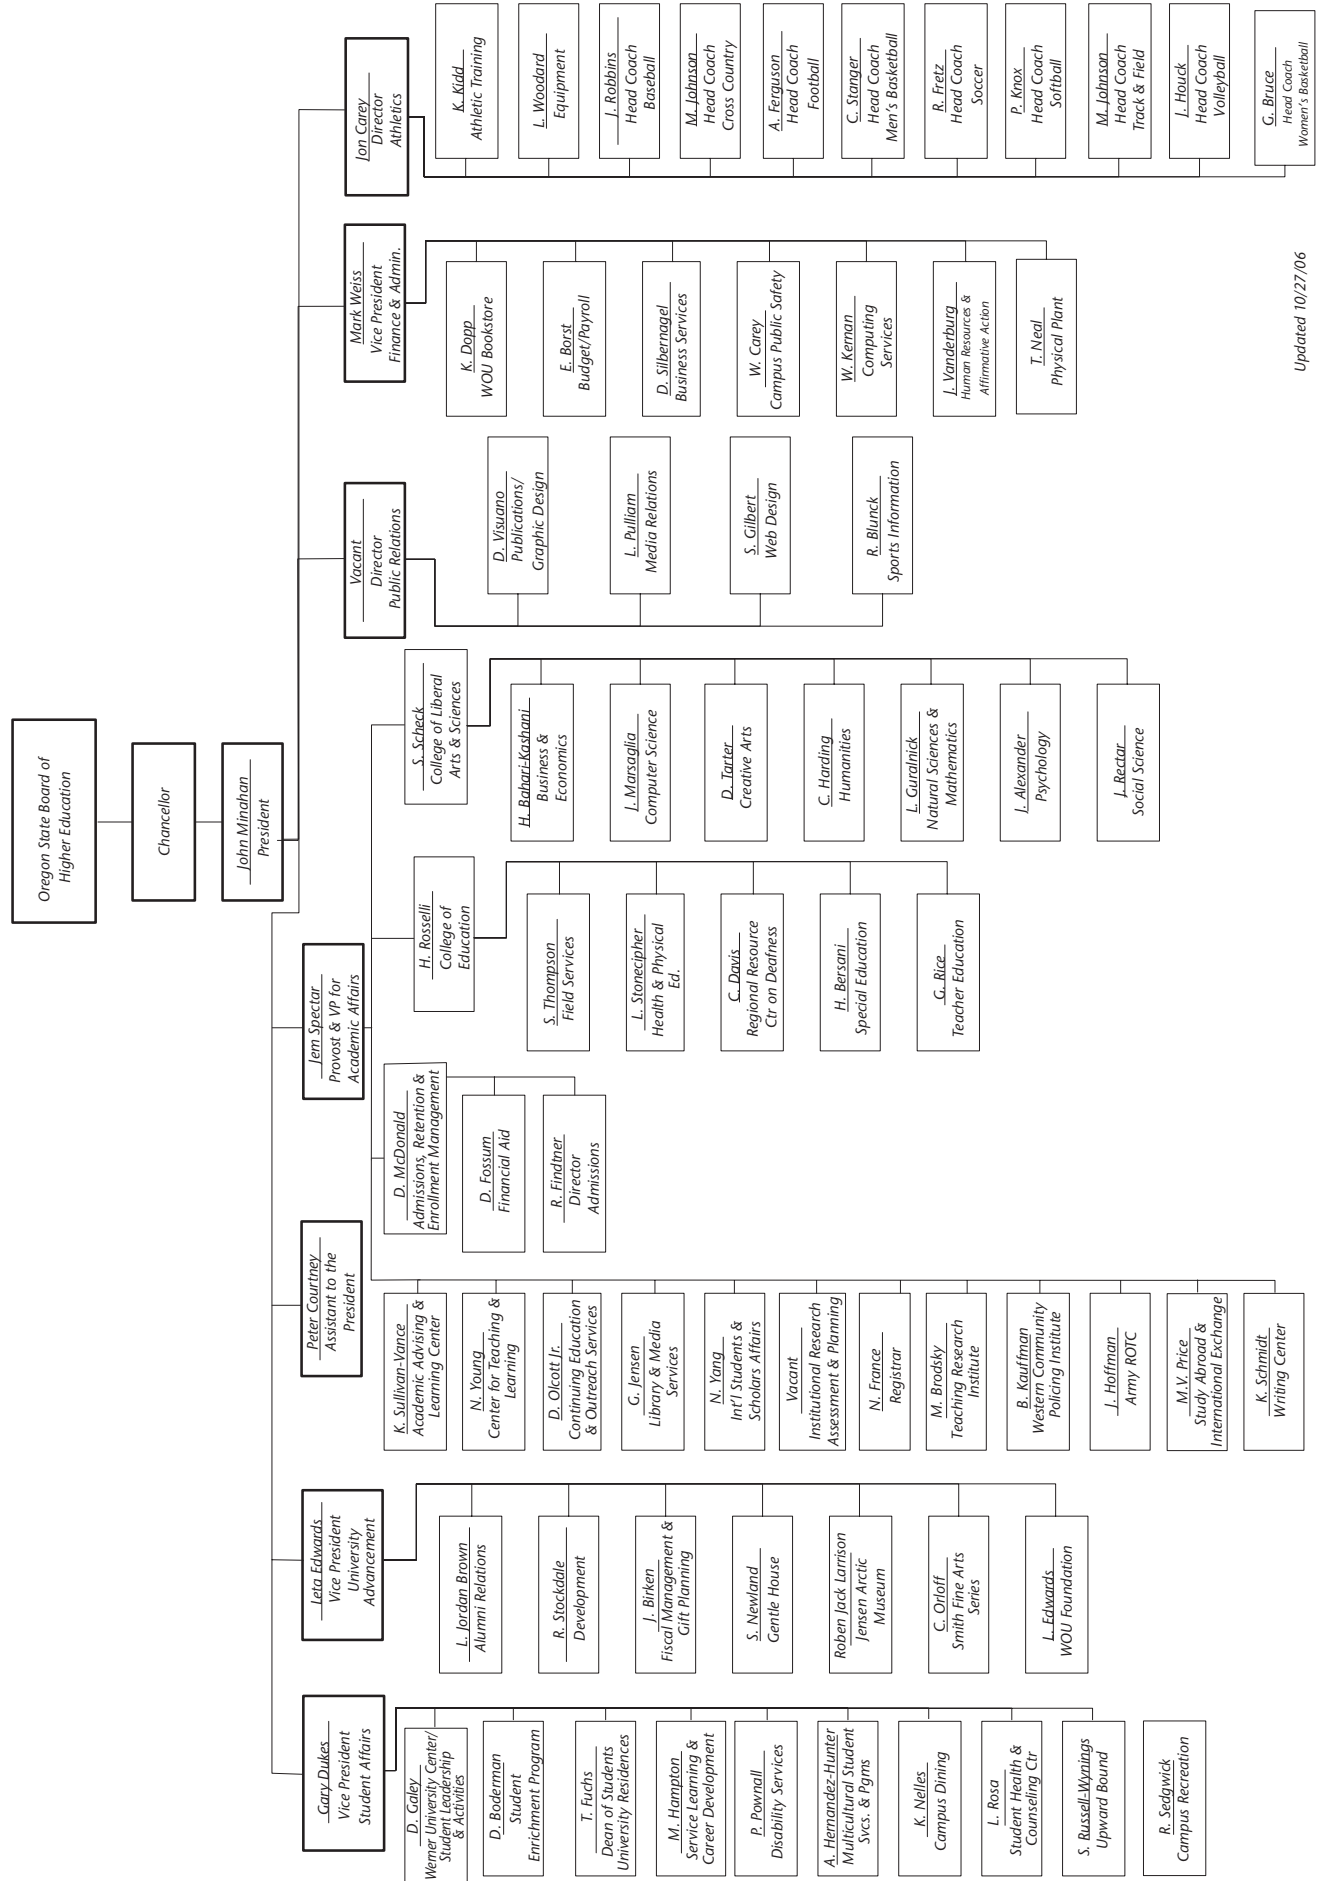 Oregon State Board of
Higher Education
Chancellor
John Minahan
President
Gary Dukes
Vice President
Student Affairs
D. Galey
Werner University Center/
Student Leadership
& Activities
D. Boderman
Student
Enrichment Program
T. Fuchs
Dean of Students
University Residences
M. Hampton
Service Learning &
Career Development
P. Pownall
Disability Services
A. Hernandez-Hunter
Multicultural Student
Svcs. & Pgms
K. Nelles
Campus Dining
L. Rosa
Student Health &
Counseling Ctr
S. Russell-Wynings
Upward Bound
R. Sedgwick
Campus Recreation
Leta Edwards
Vice President
University
Advancement
L. Jordan Brown
Alumni Relations
R. Stockdale
Development
J. Birken
Fiscal Management &
Gift Planning
S. Newland
Gentle House
Roben Jack Larrison
Jensen Arctic
Museum
C. Orloff
Smith Fine Arts
Series
L. Edwards
WOU Foundation
Peter Courtney
Assistant to the
President
Jem Spectar
Provost & VP for
Academic Affairs
K. Sullivan-Vance
Academic Advising &
Learning Center
N. Young
Center for Teaching &
Learning
D. Olcott Jr.
Continuing Education
& Outreach Services
G. Jensen
Library & Media
Services
N. Yang
Int'l Students &
Scholars Affairs
Vacant
Institutional Research
Assessment & Planning
N. France
Registrar
M. Brodsky
Teaching Research
Institute
B. Kauffman
Western Community
Policing Institute
J. Hoffman
Army ROTC
M.V. Price
Study Abroad &
International Exchange
K. Schmidt
Writing Center
D. McDonald
Admissions, Retention &
Enrollment Management
D. Fossum
Financial Aid
R. Findtner
Director
Admissions
H. Rosselli
College of
Education
S. Thompson
Field Services
L. Stonecipher
Health & Physical
Ed.
C. Davis
Regional Resource
Ctr on Deafness
H. Bersani
Special Education
G. Rice
Teacher Education
S. Scheck
College of Liberal
Arts & Sciences
H. Bahari-Kashani
Business &
Economics
J. Marsaglia
Computer Science
D. Tarter
Creative Arts
C. Harding
Humanities
L. Guralnick
Natural Sciences &
Mathematics
J. Alexander
Psychology
J. Rectar
Social Science
Vacant
Director
Public Relations
D. Visuano
Publications/
Graphic Design
L. Pulliam
Media Relations
S. Gilbert
Web Design
R. Blunck
Sports Information
Mark Weiss
Vice President
Finance & Admin.
K. Dopp
WOU Bookstore
E. Borst
Budget/Payroll
D. Silbernagel
Business Services
W. Carey
Campus Public Safety
W. Kernan
Computing
Services
J. Vanderburg
Human Resources &
Affirmative Action
T. Neal
Physical Plant
Jon Carey
Director
Athletics
K. Kidd
Athletic Training
L. Woodard
Equipment
J. Robbins
Head Coach
Baseball
M. Johnson
Head Coach
Cross Country
A. Ferguson
Head Coach
Football
C. Stanger
Head Coach
Men's Basketball
R. Fretz
Head Coach
Soccer
P. Knox
Head Coach
Softball
M. Johnson
Head Coach
Track & Field
J. Houck
Head Coach
Volleyball
G. Bruce
Head Coach
Women's Basketball
Updated 10/27/06